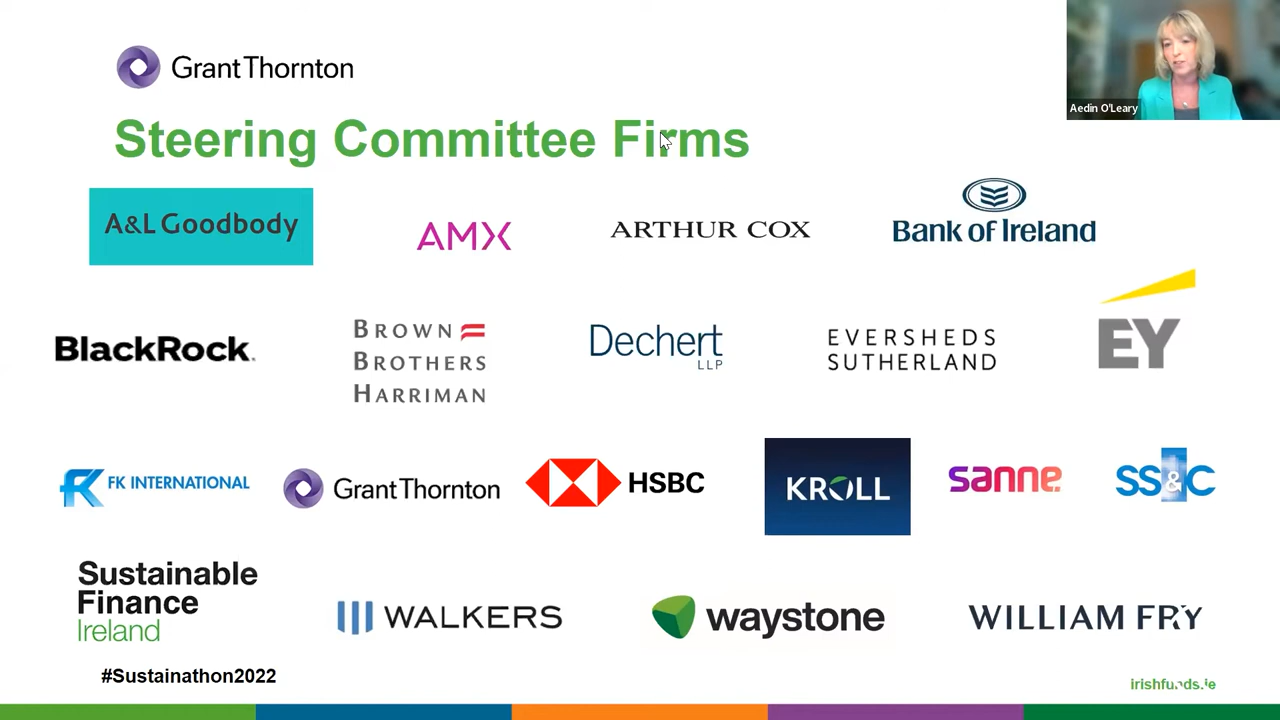 Grant Thornton
Aedin O'Leary
Steering Committee Firms
A&L Goodbody
AMX
ARTHUR COX
Bank of Ireland
BlackRock.
BROWN
BROTHERS
HARRIMAN
Dechert
LLP
EVERSHEDS
SUTHERLAND
EY
FK INTERNATIONAL
Grant Thornton
HSBC
KROLL
sanne.
SS&C
Sustainable
Finance
Ireland
WALKERS
waystone
WILLIAM FRY
#Sustainathon2022
irishfunds.ie